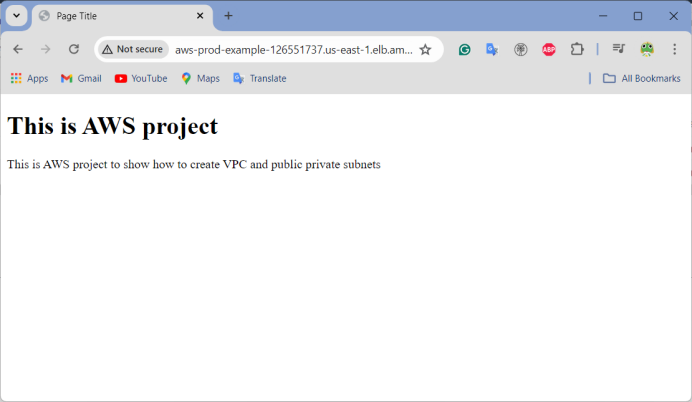 Page Title
Not secure
aws-prod-example-126551737.us-east-1.elb.am...
ABP
Apps
Gmail
YouTube
Maps
Translate
All Bookmarks
This is AWS project
This is AWS project to show how to create VPC and public private subnets